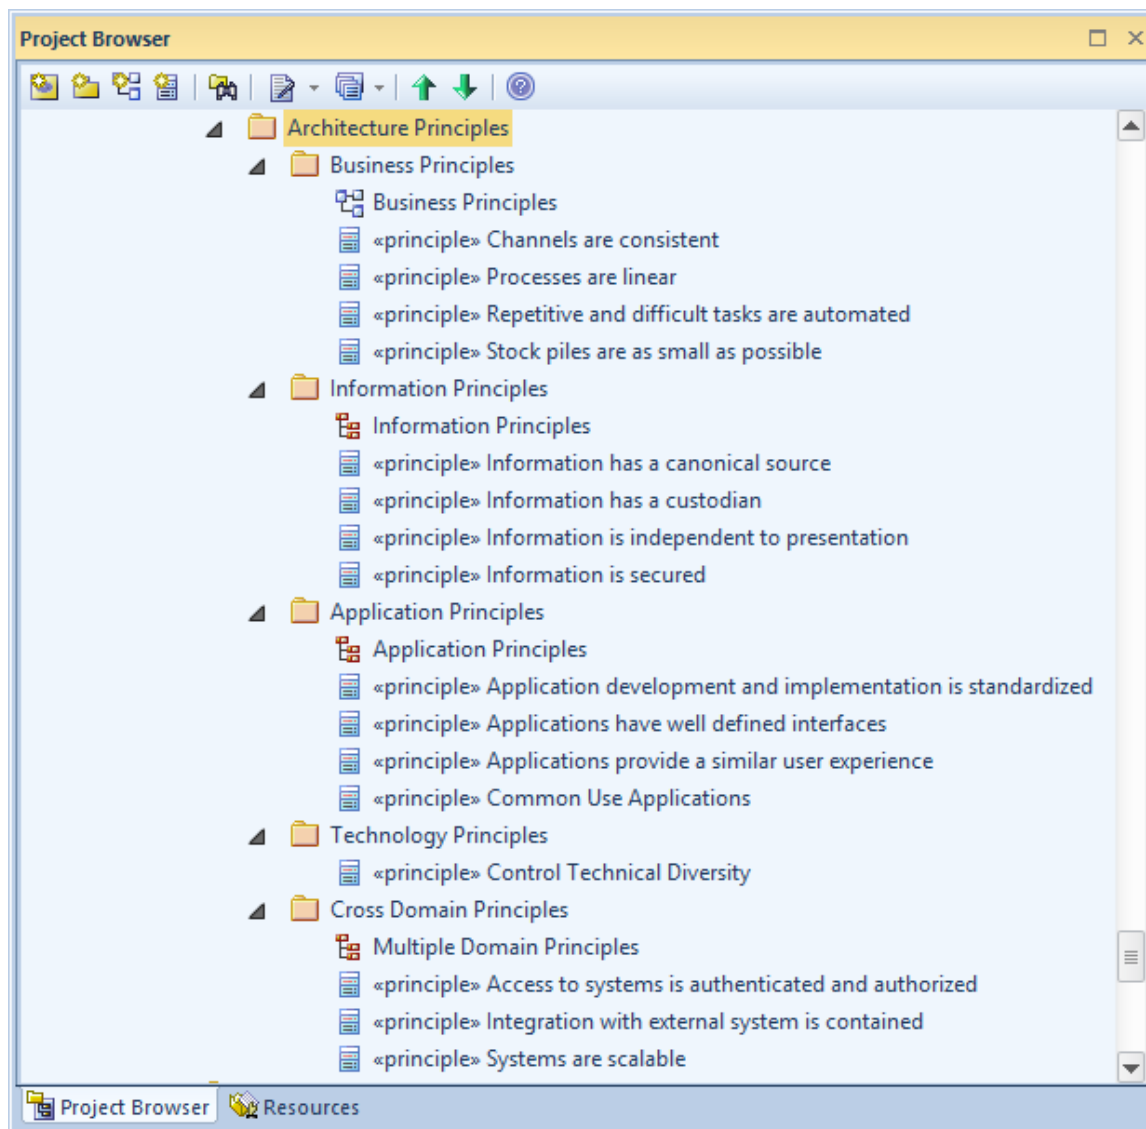 Project Browser
Architecture Principles
Business Principles
Business Principles
«principle» Channels are consistent
«principle» Processes are linear
«principle» Repetitive and difficult tasks are automated
«principle» Stock piles are as small as possible
Information Principles
Information Principles
«principle» Information has a canonical source
«principle» Information has a custodian
«principle» Information is independent to presentation
«principle» Information is secured
Application Principles
Application Principles
«principle» Application development and implementation is standardized
«principle» Applications have well defined interfaces
«principle» Applications provide a similar user experience
«principle» Common Use Applications
Technology Principles
«principle» Control Technical Diversity
Cross Domain Principles
Multiple Domain Principles
«principle» Access to systems is authenticated and authorized
«principle» Integration with external system is contained
«principle» Systems are scalable
Project Browser Resources